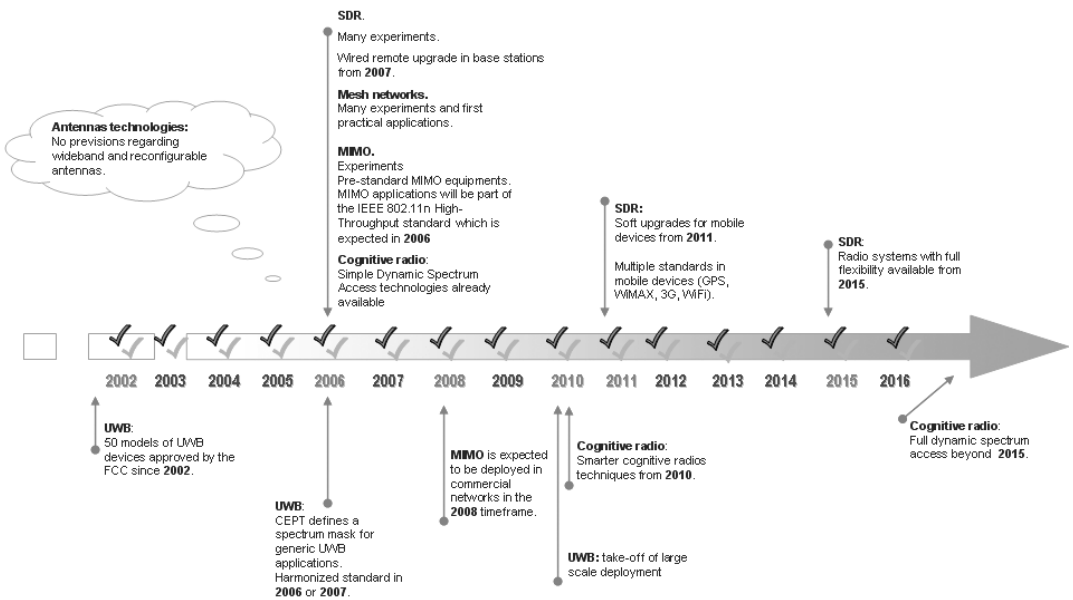 SDR.
Many experiments.
Wired remote upgrade in base stations
from 2007.
Mesh networks.
Many experiments and first
practical applications.
MIMO.
Experiments
Pre-standard MIMO equipments.
MIMO applications will be part of
the IEEE 802.11n High-
Throughput standard which is
expected in 2006
Cognitive radio:
Simple Dynamic Spectrum
Access technologies already
available
Antennas technologies:
No previsions regarding
wideband and reconfigurable
antennas.
SDR:
Soft upgrades for mobile
devices from 2011.
Multiple standards in
mobile devices (GPS,
WiMAX, 3G, WiFi).
SDR:
Radio systems with full
flexibility available from
2015.
2002 2003 2004 2005 2006 2007 2008 2009 2010 2011 2012 2013 2014 2015 2016
UWB:
50 models of UWB
devices approved by the
FCC since 2002.
UWB:
CEPT defines a
spectrum mask for
generic UWB
applications.
Harmonized standard in
2006 or 2007.
MIMO is expected
to be deployed in
commercial
networks in the
2008 timeframe.
Cognitive radio:
Smarter cognitive radios
techniques from 2010.
UWB: take-off of large
scale deployment
Cognitive radio:
Full dynamic spectrum
access beyond 2015.